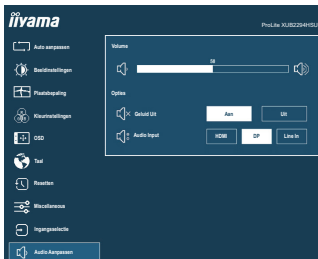 iiyama
ProLite XUB2294HSU
Auto aanpassen
Beeldinstellingen
Plaatsbepaling
Kleurinstellingen
OSD
Taal
Resetten
Miscellaneous
Ingangsselectie
Audio Aanpassen
Volume
50
Opties
Geluid Uit
Aan
Uit
Audio Input
HDMI
DP
Line In